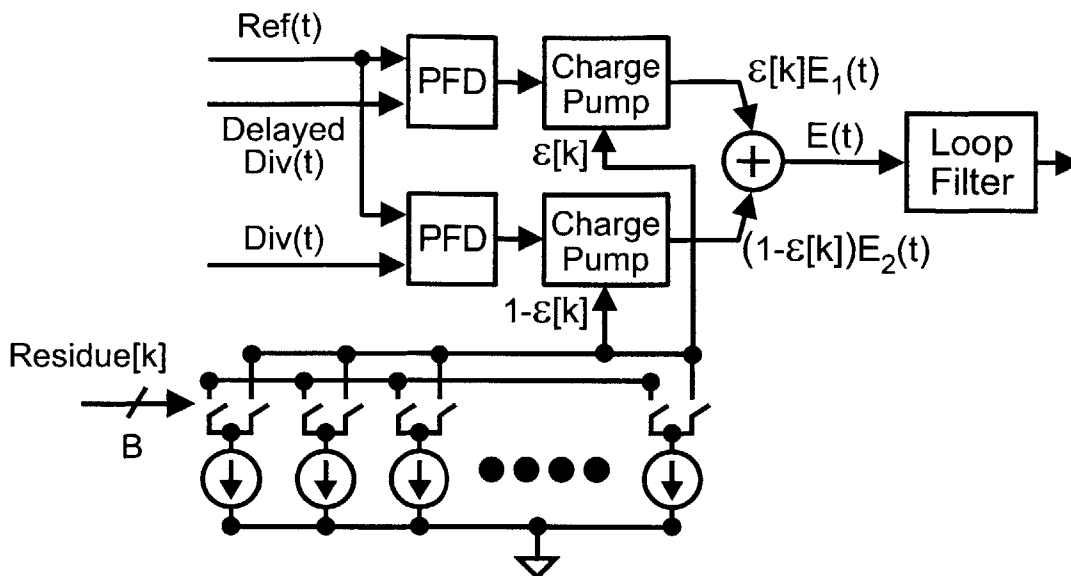 Ref(t)
PFD
Charge
Pump
ε[k]E1(t)
Delayed
Div(t)
ε[k]
+
E(t)
Loop
Filter
Div(t)
PFD
Charge
Pump
(1-ε[k])E2(t)
1-ε[k]
Residue[k]
B